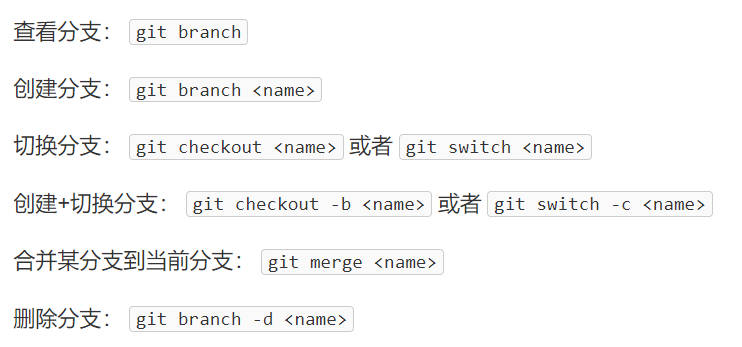 查看分支： git branch
创建分支： git branch <name>
切换分支： git checkout <name> 或者 git switch <name>
创建+切换分支： git checkout -b <name> 或者 git switch -c <name>
合并某分支到当前分支： git merge <name>
删除分支： git branch -d <name>